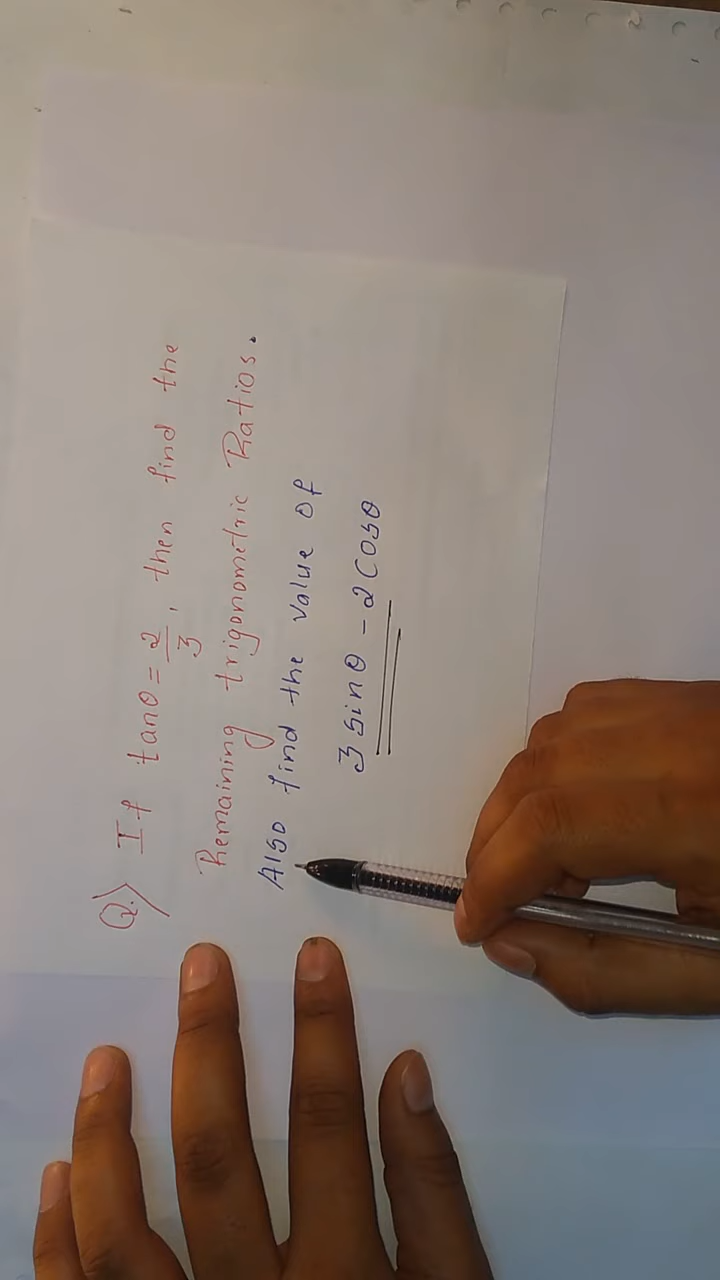 Q.> If tanθ = 2/3, then find the
Remaining trigonometric Ratios.
Also find the value of
3 sinθ - 2 cosθ